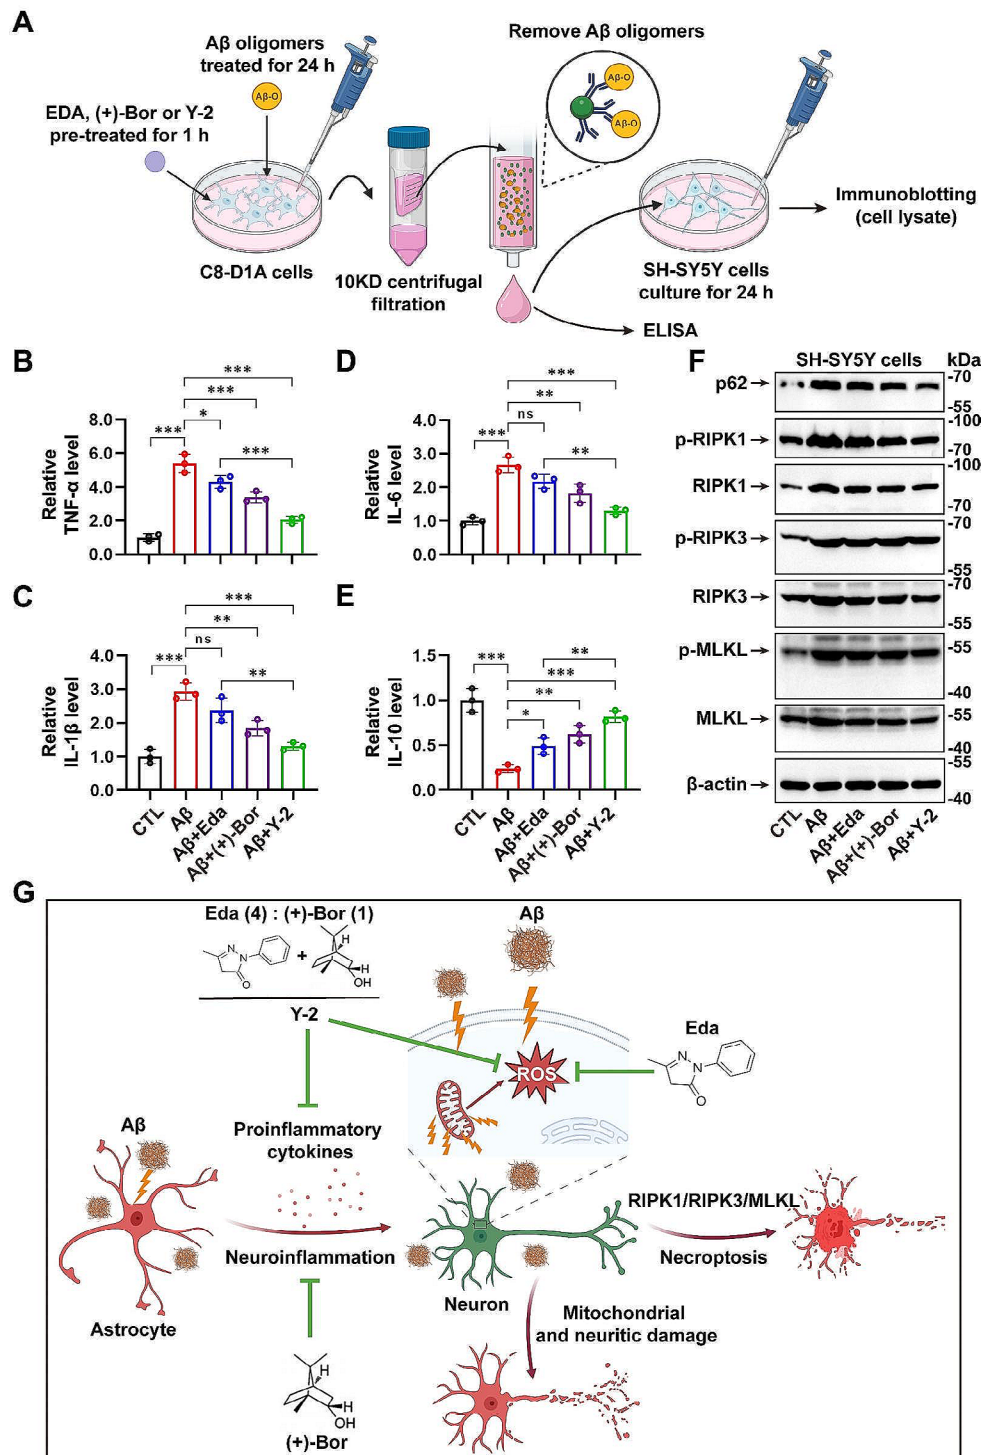 A
Aβ oligomers
treated for 24 h
Aβ-O
EDA, (+)-Bor or Y-2
pre-treated for 1 h
C8-D1A cells
10KD centrifugal
filtration
Remove Aβ oligomers
Aβ-O
Aβ-O
SH-SY5Y cells
culture for 24 h
Immunoblotting
(cell lysate)
ELISA
B
Relative
TNF-α level
8.0
6.0
4.0
2.0
0.0
***
***
*
***
***
D
Relative
IL-6 level
4.0
3.0
2.0
1.0
0.0
***
**
ns
***
**
C
Relative
IL-1β level
4.0
3.0
2.0
1.0
0.0
***
**
ns
***
**
CTL
Aβ
Aβ+Eda
Aβ+(+)-Bor
Aβ+Y-2
E
Relative
IL-10 level
1.5
1.0
0.5
0.0
***
**
***
**
*
CTL
Aβ
Aβ+Eda
Aβ+(+)-Bor
Aβ+Y-2
F
SH-SY5Y cells
kDa
p62
-70
-55
p-RIPK1
-100
-70
RIPK1
-100
-70
p-RIPK3
-70
-55
RIPK3
-70
-55
p-MLKL
-55
-40
MLKL
-55
-40
β-actin
-55
-40
CTL
Aβ
Aβ+Eda
Aβ+(+)-Bor
Aβ+Y-2
G
Eda (4) : (+)-Bor (1)
N
N
O
+
H
H
OH
Y-2
Aβ
ROS
Eda
N
N
O
Aβ
Proinflammatory
cytokines
Neuroinflammation
Astrocyte
Neuron
RIPK1/RIPK3/MLKL
Necroptosis
Mitochondrial
and neuritic damage
H
H
OH
(+)-Bor